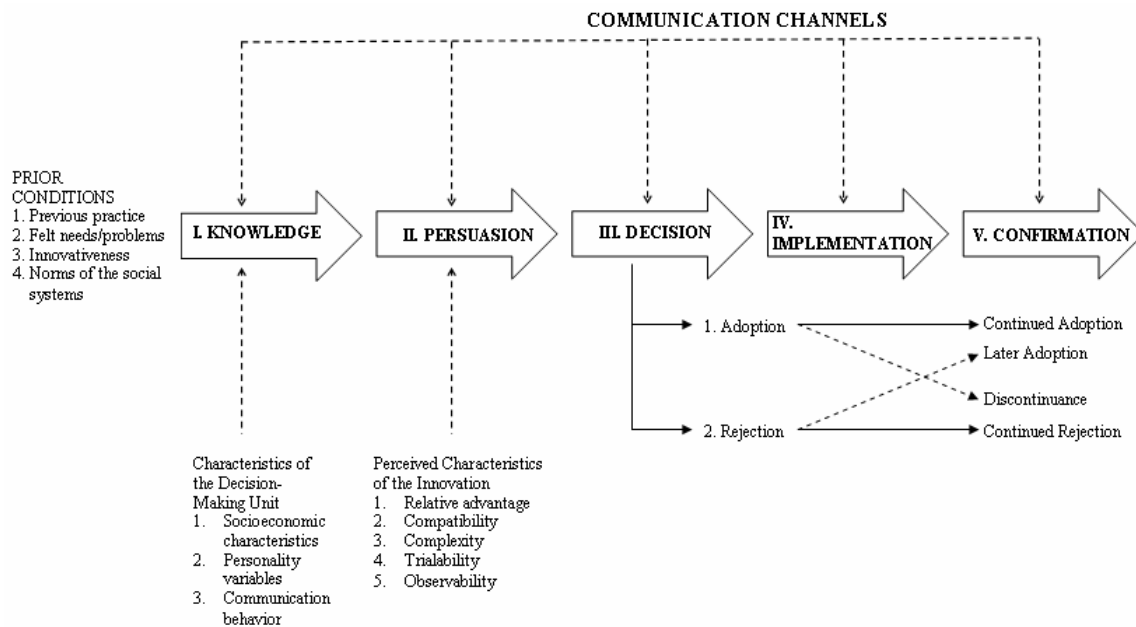 COMMUNICATION CHANNELS
PRIOR
CONDITIONS
1. Previous practice
2. Felt needs/problems
3. Innovativeness
4. Norms of the social
systems
I. KNOWLEDGE
II. PERSUASION
III. DECISION
IV.
IMPLEMENTATION
V. CONFIRMATION
1. Adoption
2. Rejection
Continued Adoption
Later Adoption
Discontinuance
Continued Rejection
Characteristics of
the Decision-
Making Unit
1. Socioeconomic
characteristics
2. Personality
variables
3. Communication
behavior
Perceived Characteristics
of the Innovation
1. Relative advantage
2. Compatibility
3. Complexity
4. Trialability
5. Observability